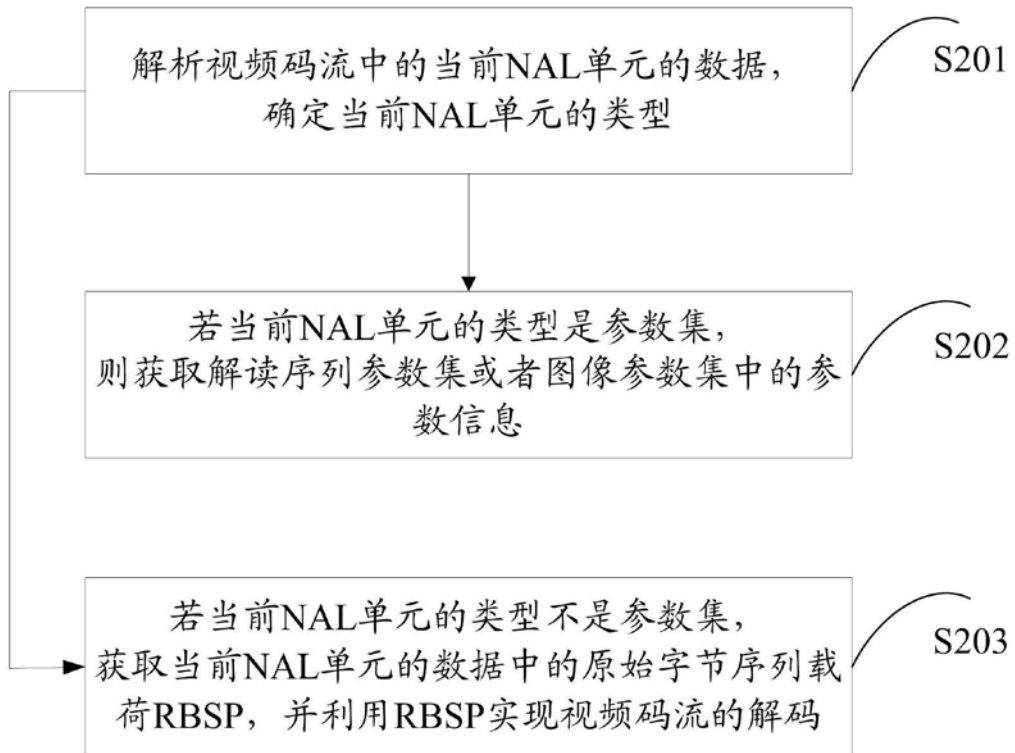 解析视频码流中的当前NAL单元的数据，
确定当前NAL单元的类型
S201
若当前NAL单元的类型是参数集，
则获取解读序列参数集或者图像参数集中的参
数信息
S202
若当前NAL单元的类型不是参数集，
获取当前NAL单元的数据中的原始字节序列载
荷RBSP，并利用RBSP实现视频码流的解码
S203